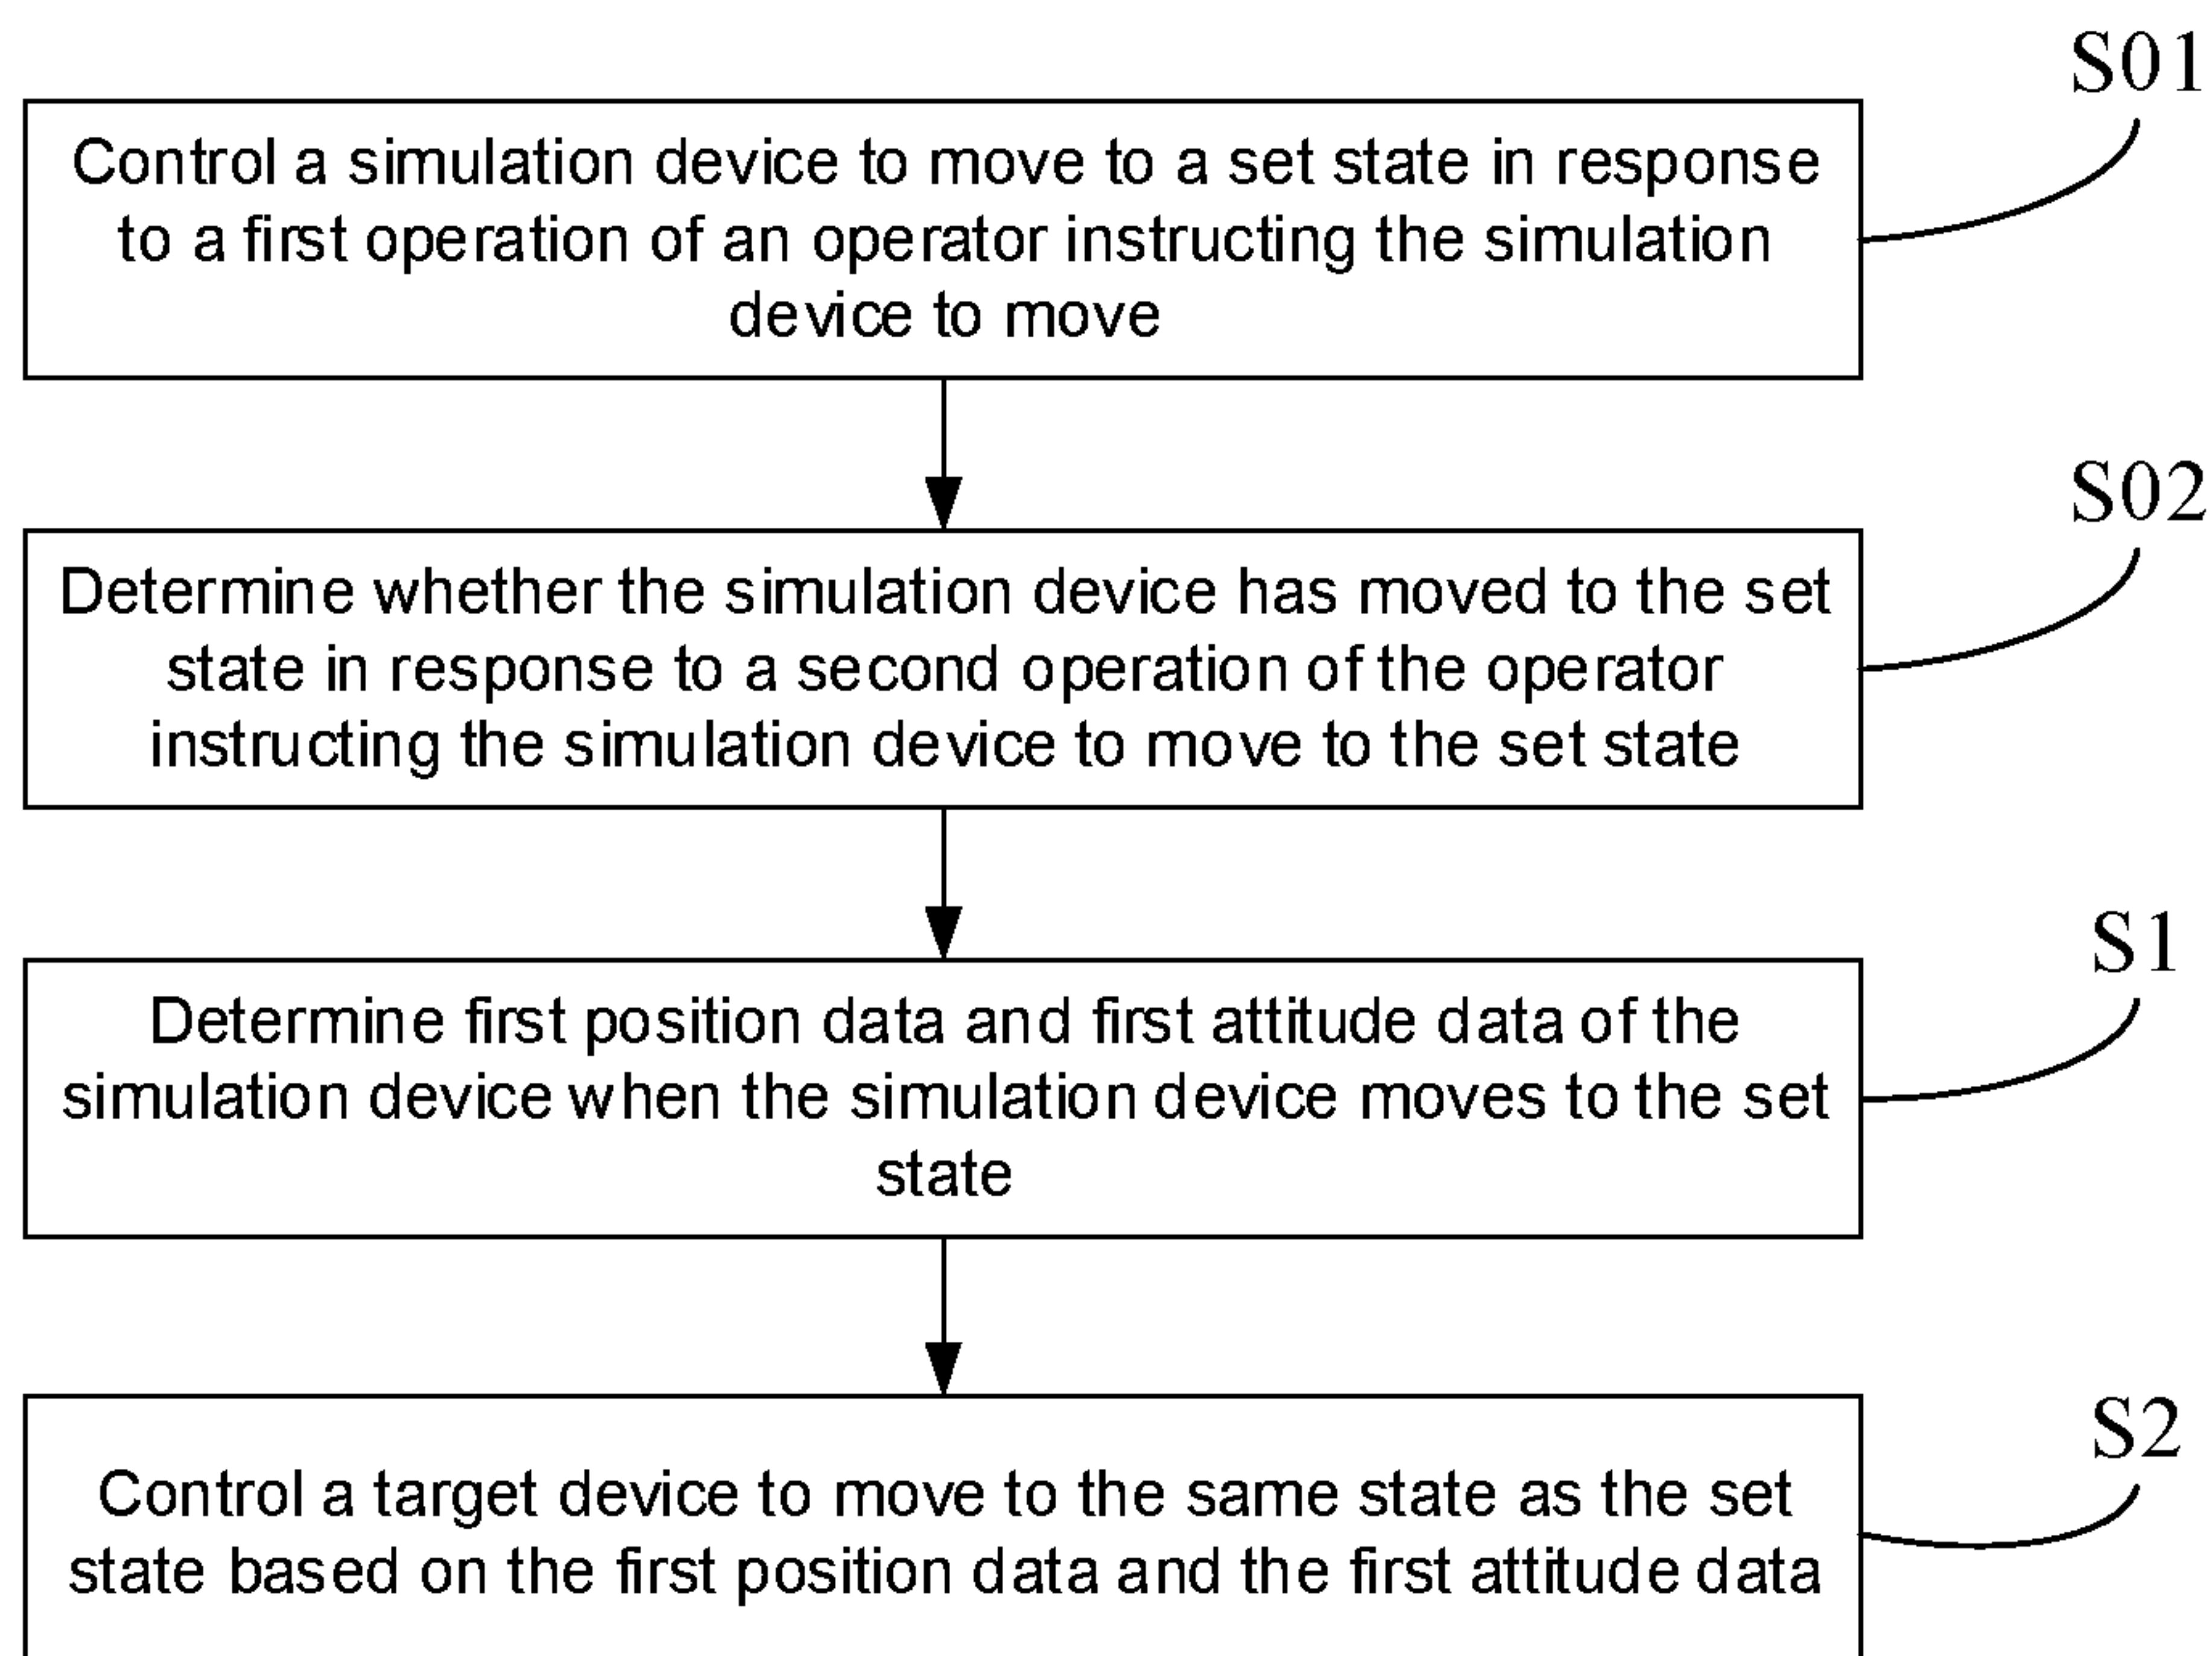 S01
Control a simulation device to move to a set state in response
to a first operation of an operator instructing the simulation
device to move
S02
Determine whether the simulation device has moved to the set
state in response to a second operation of the operator
instructing the simulation device to move to the set state
S1
Determine first position data and first attitude data of the
simulation device when the simulation device moves to the set
state
S2
Control a target device to move to the same state as the set
state based on the first position data and the first attitude data